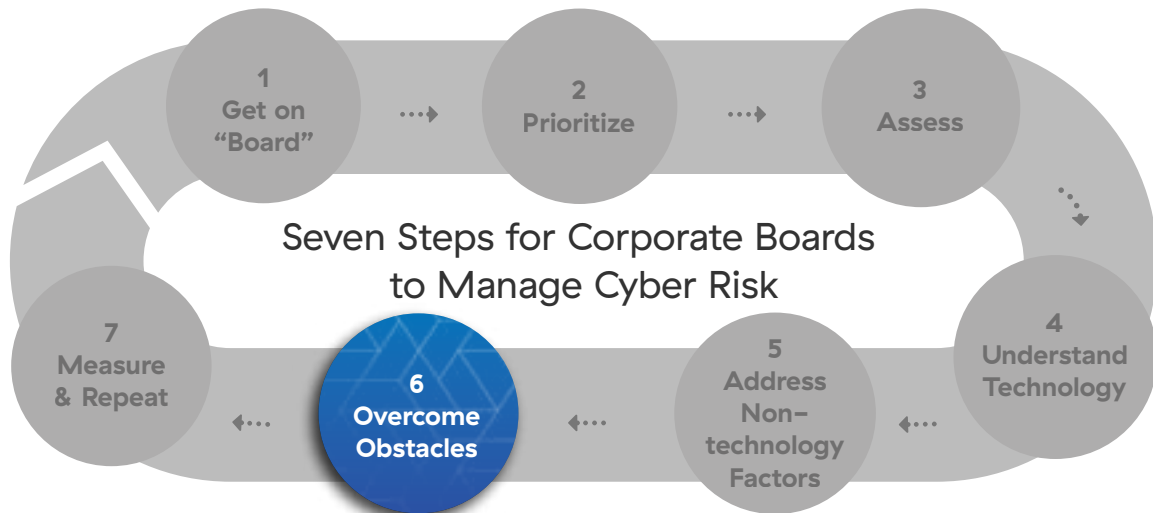 1
Get on
“Board”
2
Prioritize
3
Assess
Seven Steps for Corporate Boards
to Manage Cyber Risk
4
Understand
Technology
5
Address
Non-
technology
Factors
6
Overcome
Obstacles
7
Measure
& Repeat